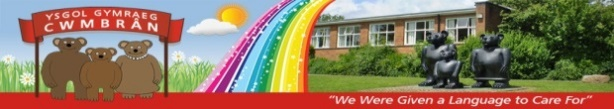 YSGOL GYMRAEG
CWMBRÂN
"We Were Given a Language to Care For"